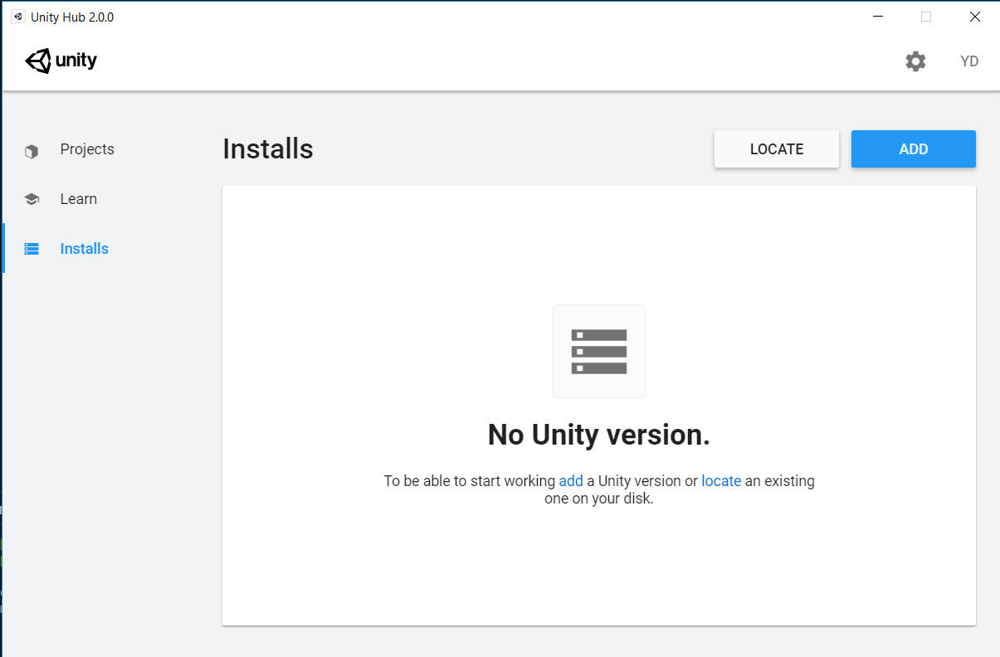 Unity Hub 2.0.0
unity
YD
Projects
Learn
Installs
Installs
LOCATE
ADD
No Unity version.
To be able to start working add a Unity version or locate an existing
one on your disk.